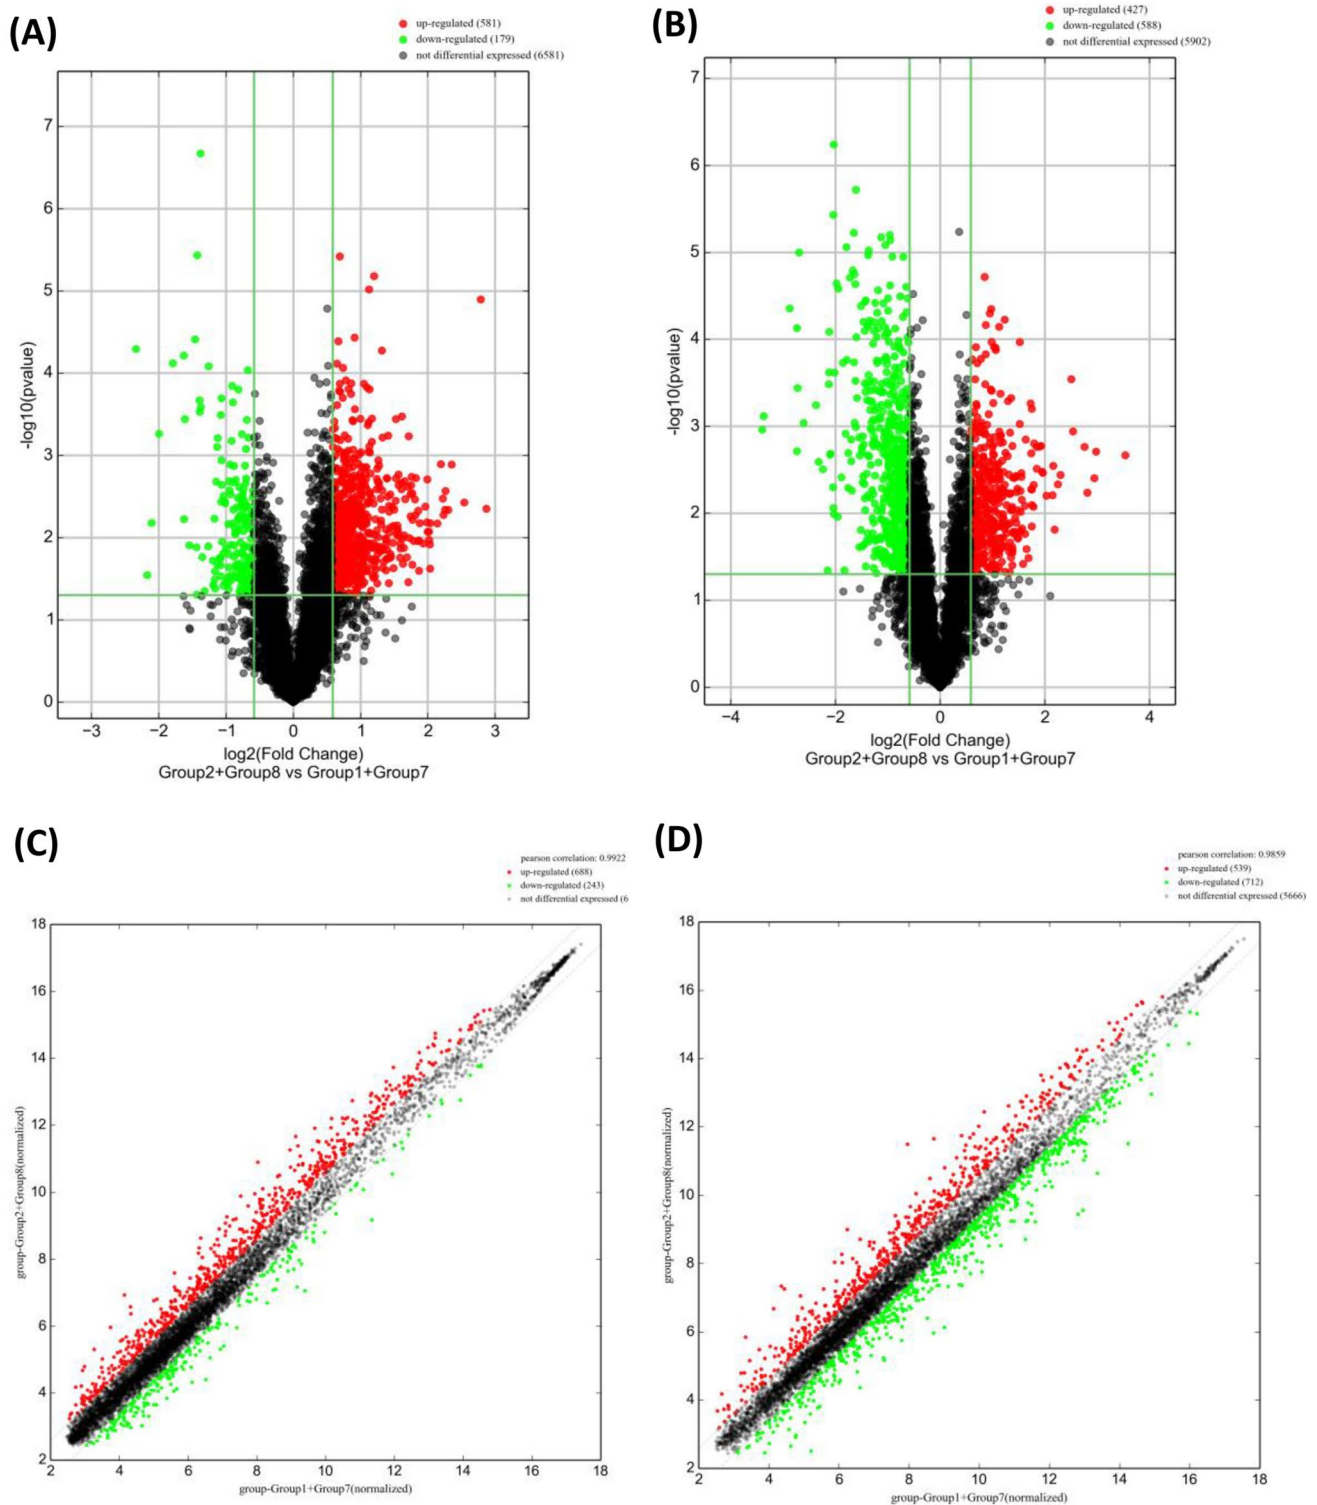 (A)
up-regulated (581)
down-regulated (179)
not differential expressed (6581)
7
6
5
4
3
2
1
0
-log10(pvalue)
−3 −2 −1 0 1 2 3
log2(Fold Change)
Group2+Group8 vs Group1+Group7
(B)
up-regulated (427)
down-regulated (588)
not differential expressed (5902)
7
6
5
4
3
2
1
0
-log10(pvalue)
−4 −2 0 2 4
log2(Fold Change)
Group2+Group8 vs Group1+Group7
(C)
pearson correlation: 0.9922
up-regulated (688)
down-regulated (243)
not differential expressed (6
18
16
14
12
10
8
6
4
2
group-Group2+Group8(normalized)
2 4 6 8 10 12 14 16 18
group-Group1+Group7(normalized)
(D)
pearson correlation: 0.9859
up-regulated (539)
down-regulated (712)
not differential expressed (5666)
18
16
14
12
10
8
6
4
2
group-Group2+Group8(normalized)
2 4 6 8 10 12 14 16 18
group-Group1+Group7(normalized)